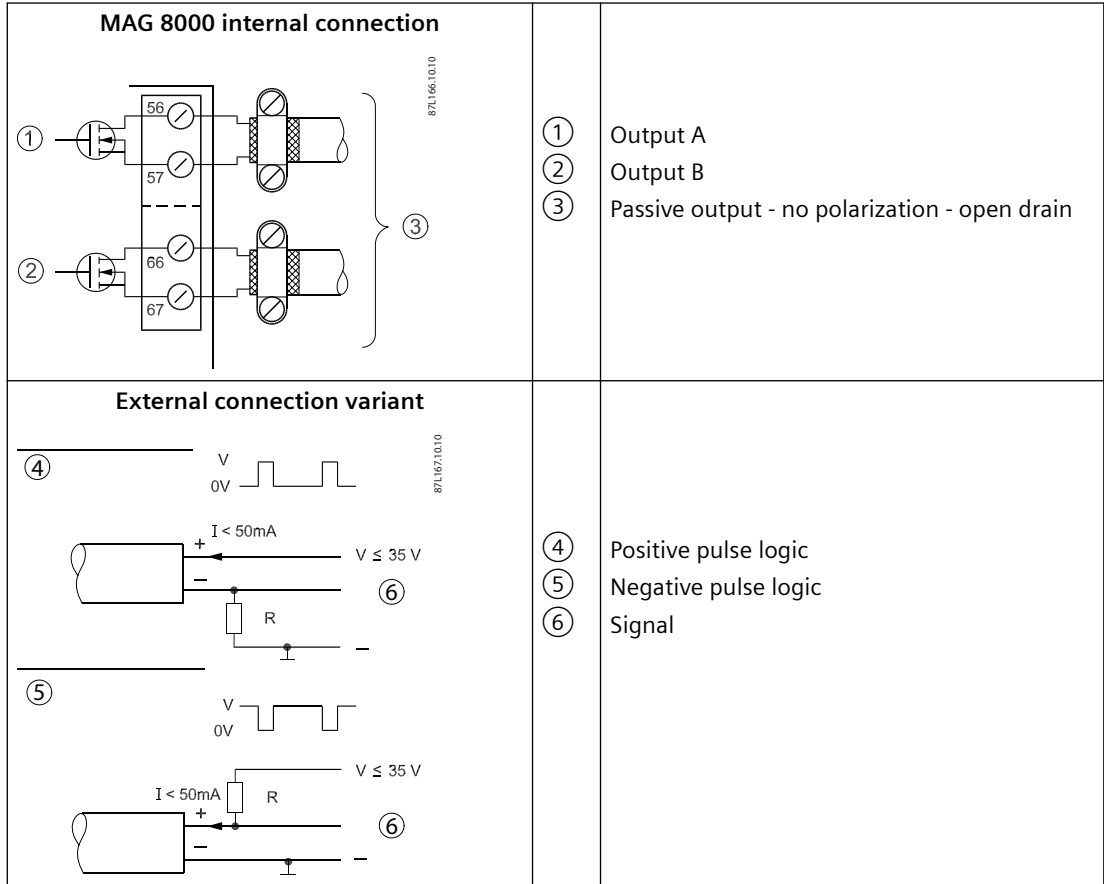 MAG 8000 internal connection
87L166.10.10
56
1
57
66
2
67
3
1 Output A
2 Output B
3 Passive output - no polarization - open drain
External connection variant
87L167.10.10
4
V
0V
I < 50mA
+
V ≤ 35 V
−
6
R
−
5
V
0V
V ≤ 35 V
I < 50mA
R
+
6
−
−
4 Positive pulse logic
5 Negative pulse logic
6 Signal